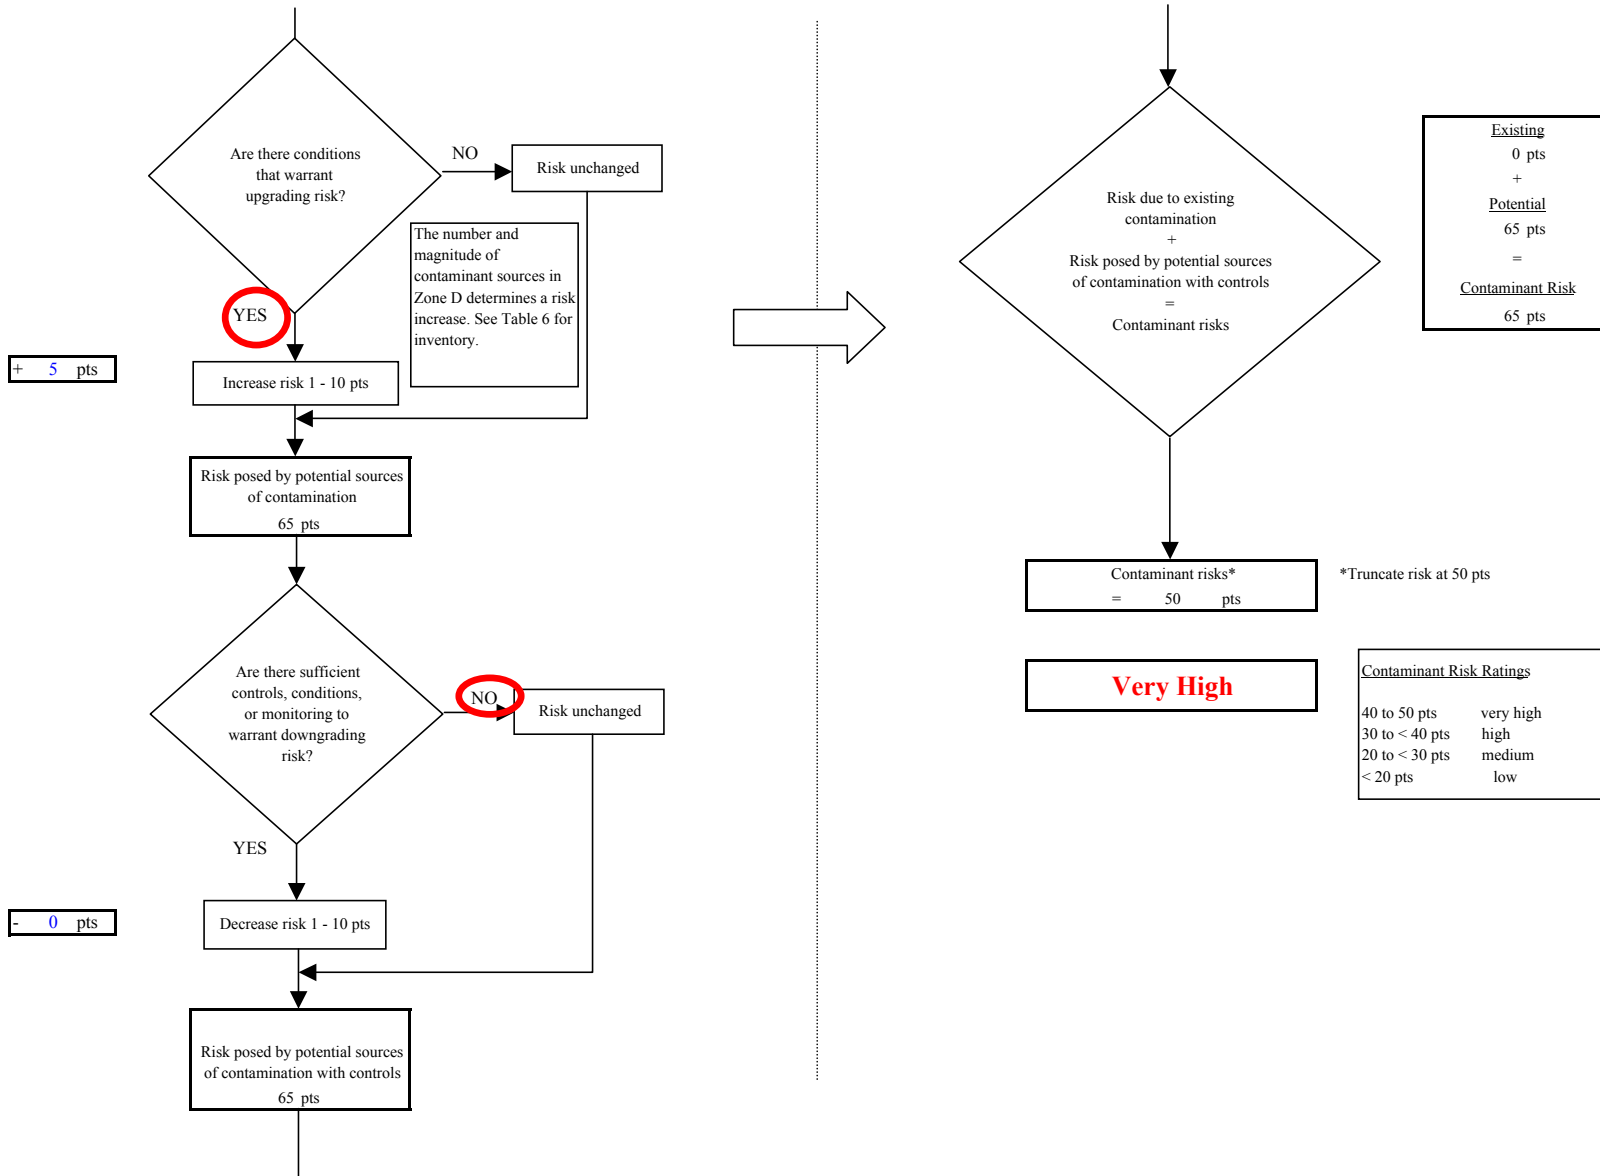 Are there conditions
that warrant
upgrading risk?
NO
Risk unchanged
The number and
magnitude of
contaminant sources in
Zone D determines a risk
increase. See Table 6 for
inventory.
YES
+ 5 pts
Increase risk 1 - 10 pts
Risk posed by potential sources
of contamination
65 pts
Are there sufficient
controls, conditions,
or monitoring to
warrant downgrading
risk?
NO
Risk unchanged
YES
- 0 pts
Decrease risk 1 - 10 pts
Risk posed by potential sources
of contamination with controls
65 pts
Risk due to existing
contamination
+
Risk posed by potential sources
of contamination with controls
=
Contaminant risks
Existing
0 pts
+
Potential
65 pts
=
Contaminant Risk
65 pts
Contaminant risks*
= 50 pts
*Truncate risk at 50 pts
Very High
Contaminant Risk Ratings
40 to 50 pts very high
30 to < 40 pts high
20 to < 30 pts medium
< 20 pts low